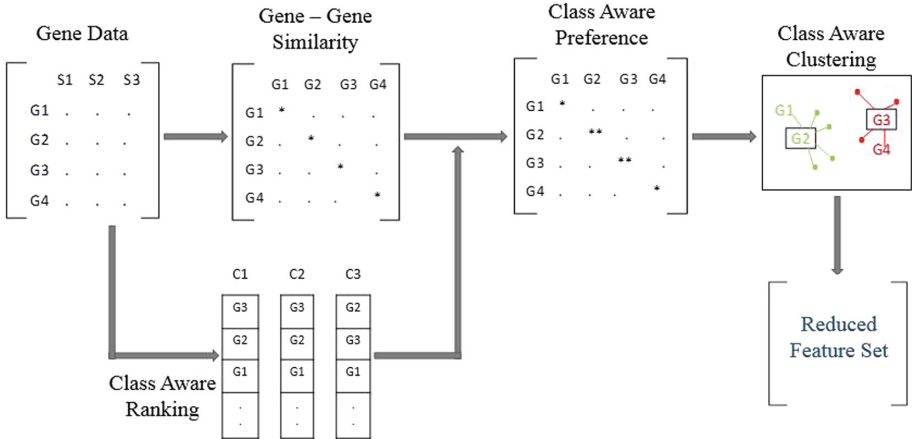 Gene Data
S1 S2 S3
G1 . . .
G2 . . .
G3 . . .
G4 . . .
Gene – Gene
Similarity
G1 G2 G3 G4
G1 * . . .
G2 . * . .
G3 . . * .
G4 . . . *
Class Aware
Preference
G1 G2 G3 G4
G1 * . . .
G2 . ** . .
G3 . . ** .
G4 . . . *
Class Aware
Clustering
G1
G2
G3
G4
Class Aware
Ranking
C1 C2 C3
G3 G3 G2
G2 G2 G3
G1 G1 G1
. . .
. . .
Reduced
Feature Set